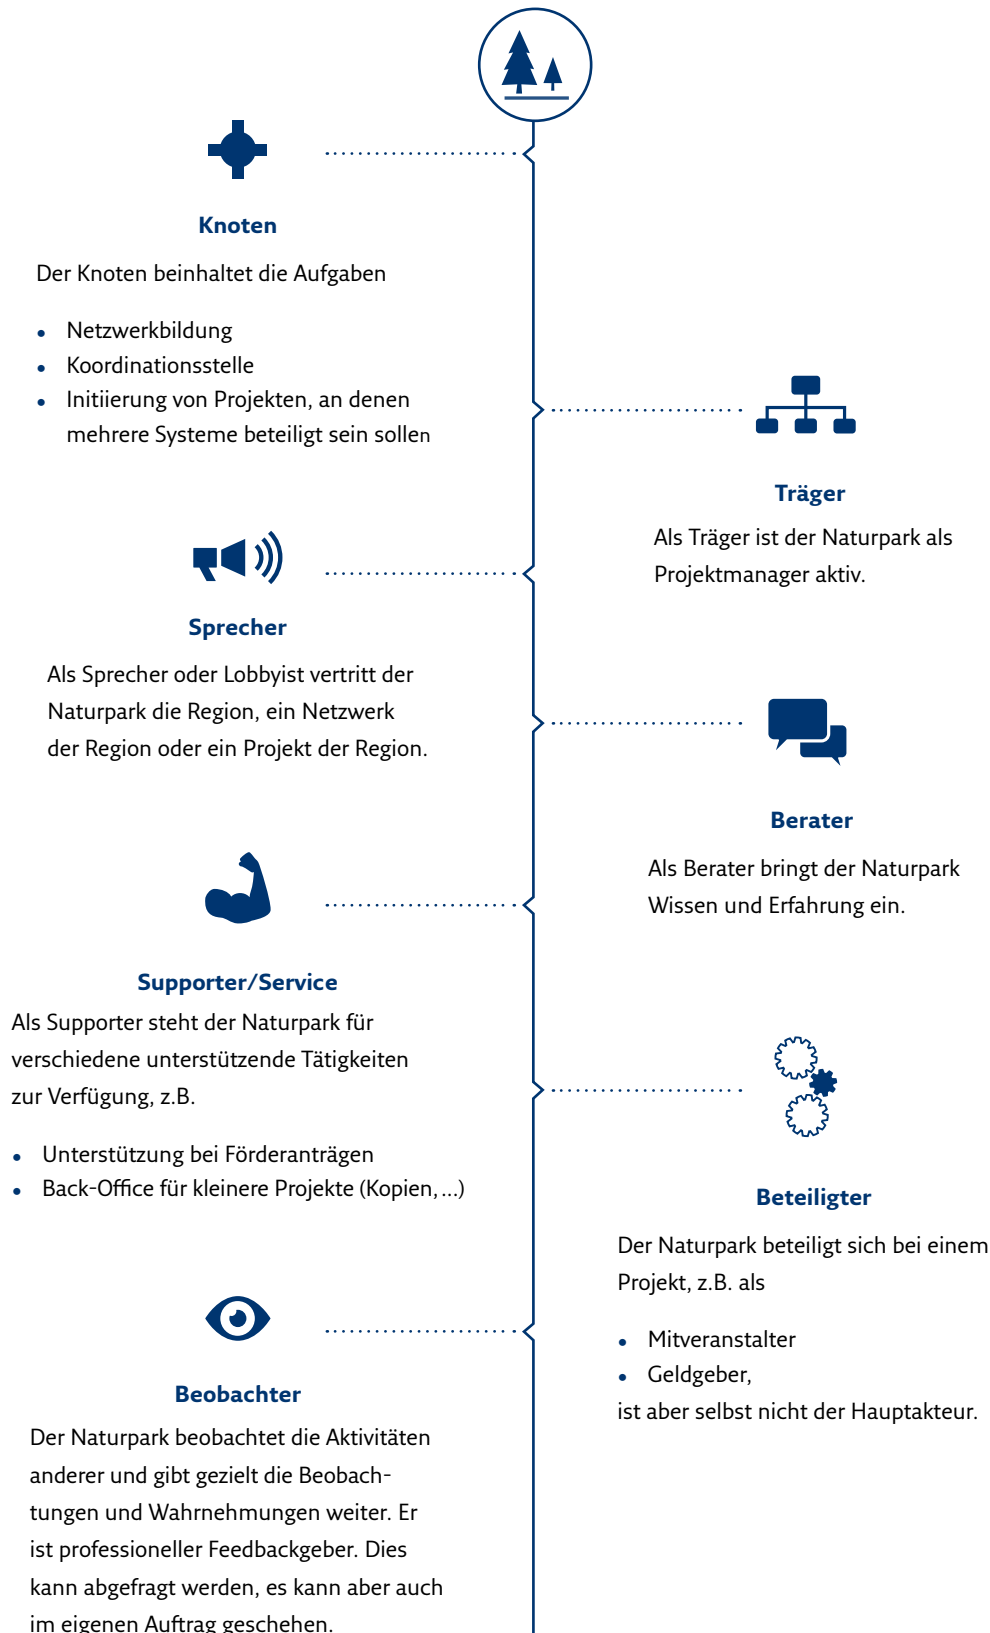 Knoten
Der Knoten beinhaltet die Aufgaben
• Netzwerkbildung
• Koordinationsstelle
• Initiierung von Projekten, an denen
mehrere Systeme beteiligt sein sollen
Träger
Als Träger ist der Naturpark als
Projektmanager aktiv.
Sprecher
Als Sprecher oder Lobbyist vertritt der
Naturpark die Region, ein Netzwerk
der Region oder ein Projekt der Region.
Berater
Als Berater bringt der Naturpark
Wissen und Erfahrung ein.
Supporter/Service
Als Supporter steht der Naturpark für
verschiedene unterstützende Tätigkeiten
zur Verfügung, z.B.
• Unterstützung bei Förderanträgen
• Back-Office für kleinere Projekte (Kopien, ...)
Beteiligter
Der Naturpark beteiligt sich bei einem
Projekt, z.B. als
• Mitveranstalter
• Geldgeber,
ist aber selbst nicht der Hauptakteur.
Beobachter
Der Naturpark beobachtet die Aktivitäten
anderer und gibt gezielt die Beobach-
tungen und Wahrnehmungen weiter. Er
ist professioneller Feedbackgeber. Dies
kann abgefragt werden, es kann aber auch
im eigenen Auftrag geschehen.